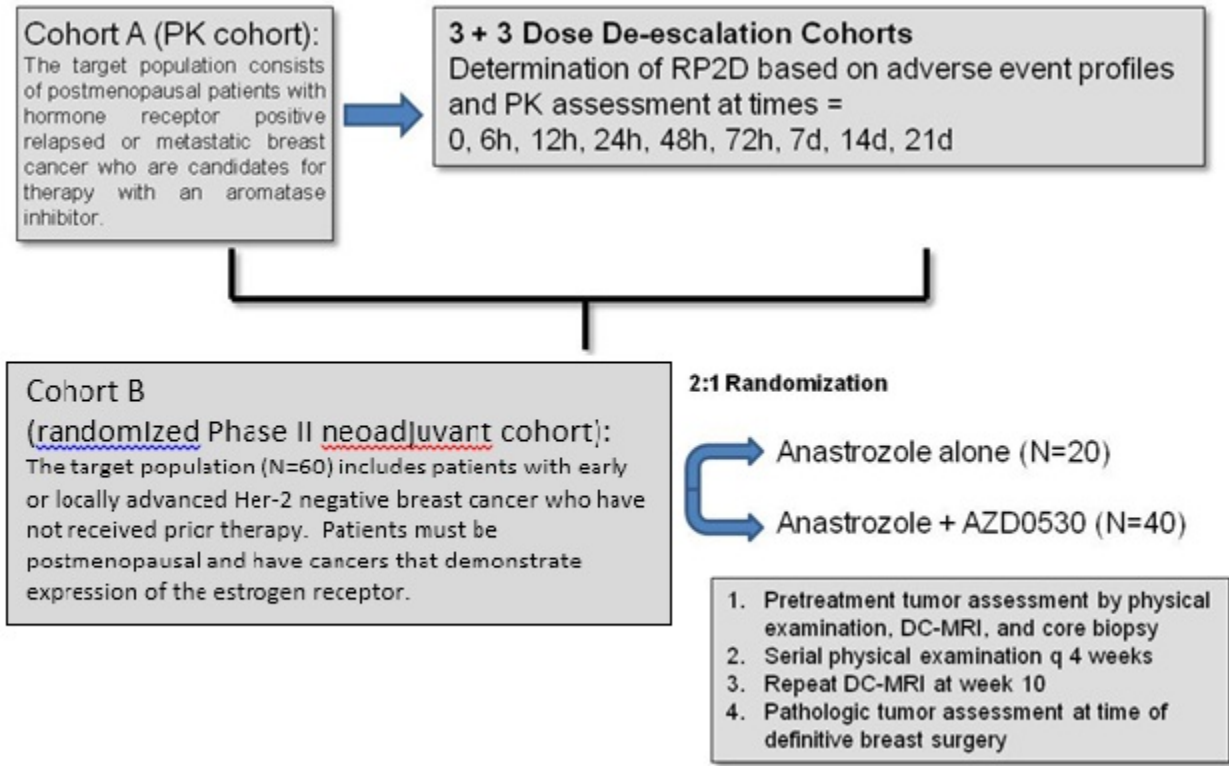 Cohort A (PK cohort):
The target population consists
of postmenopausal patients with
hormone receptor positive
relapsed or metastatic breast
cancer who are candidates for
therapy with an aromatase
inhibitor.
3 + 3 Dose De-escalation Cohorts
Determination of RP2D based on adverse event profiles
and PK assessment at times =
0, 6h, 12h, 24h, 48h, 72h, 7d, 14d, 21d
Cohort B
(randomized Phase II neoadjuvant cohort):
The target population (N=60) includes patients with early
or locally advanced Her-2 negative breast cancer who have
not received prior therapy. Patients must be
postmenopausal and have cancers that demonstrate
expression of the estrogen receptor.
2:1 Randomization
Anastrozole alone (N=20)
Anastrozole + AZD0530 (N=40)
1. Pretreatment tumor assessment by physical
examination, DC-MRI, and core biopsy
2. Serial physical examination q 4 weeks
3. Repeat DC-MRI at week 10
4. Pathologic tumor assessment at time of
definitive breast surgery